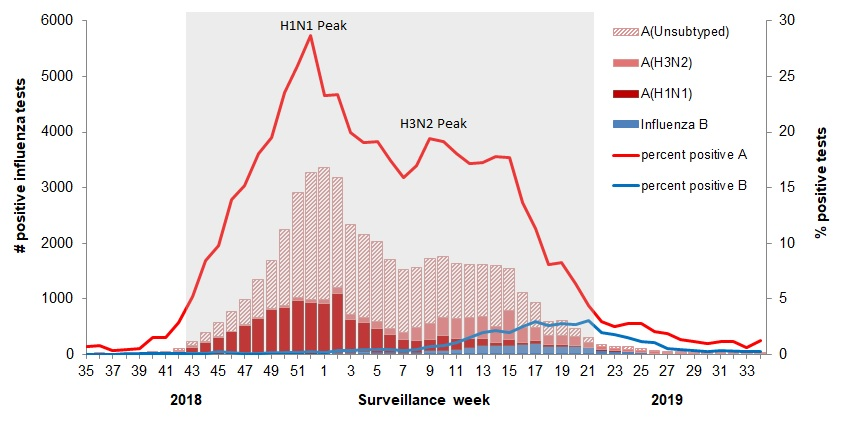 6000
5000
4000
3000
2000
1000
0
# positive influenza tests
H1N1 Peak
H3N2 Peak
A(Unsubtyped)
A(H3N2)
A(H1N1)
Influenza B
percent positive A
percent positive B
30
25
20
15
10
5
0
% positive tests
35 37 39 41 43 45 47 49 51 1 3 5 7 9 11 13 15 17 19 21 23 25 27 29 31 33
2018 Surveillance week 2019